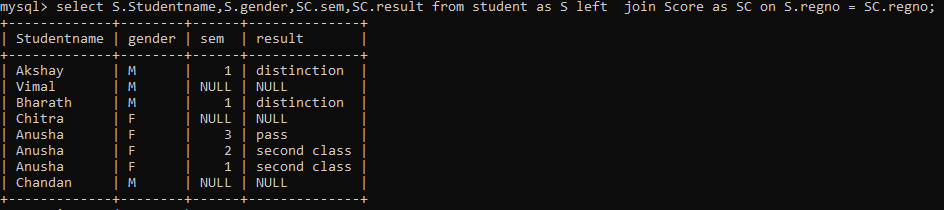 mysql> select S.Studentname,S.gender,SC.sem,SC.result from student as S left  join Score as SC on S.regno = SC.regno;
+-------------+--------+------+--------------+
| Studentname | gender | sem  | result       |
+-------------+--------+------+--------------+
| Akshay      | M      |    1 | distinction  |
| Vimal       | M      | NULL | NULL         |
| Bharath     | M      |    1 | distinction  |
| Chitra      | F      | NULL | NULL         |
| Anusha      | F      |    3 | pass         |
| Anusha      | F      |    2 | second class |
| Anusha      | F      |    1 | second class |
| Chandan     | M      | NULL | NULL         |
+-------------+--------+------+--------------+